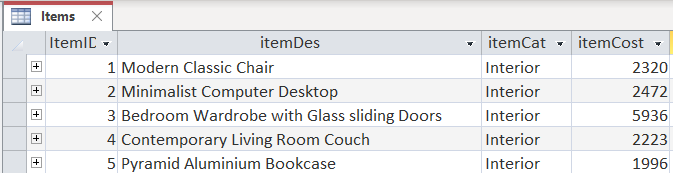 Items
ItemID itemDes itemCat itemCost
1 Modern Classic Chair Interior 2320
2 Minimalist Computer Desktop Interior 2472
3 Bedroom Wardrobe with Glass sliding Doors Interior 5936
4 Contemporary Living Room Couch Interior 2223
5 Pyramid Aluminium Bookcase Interior 1996